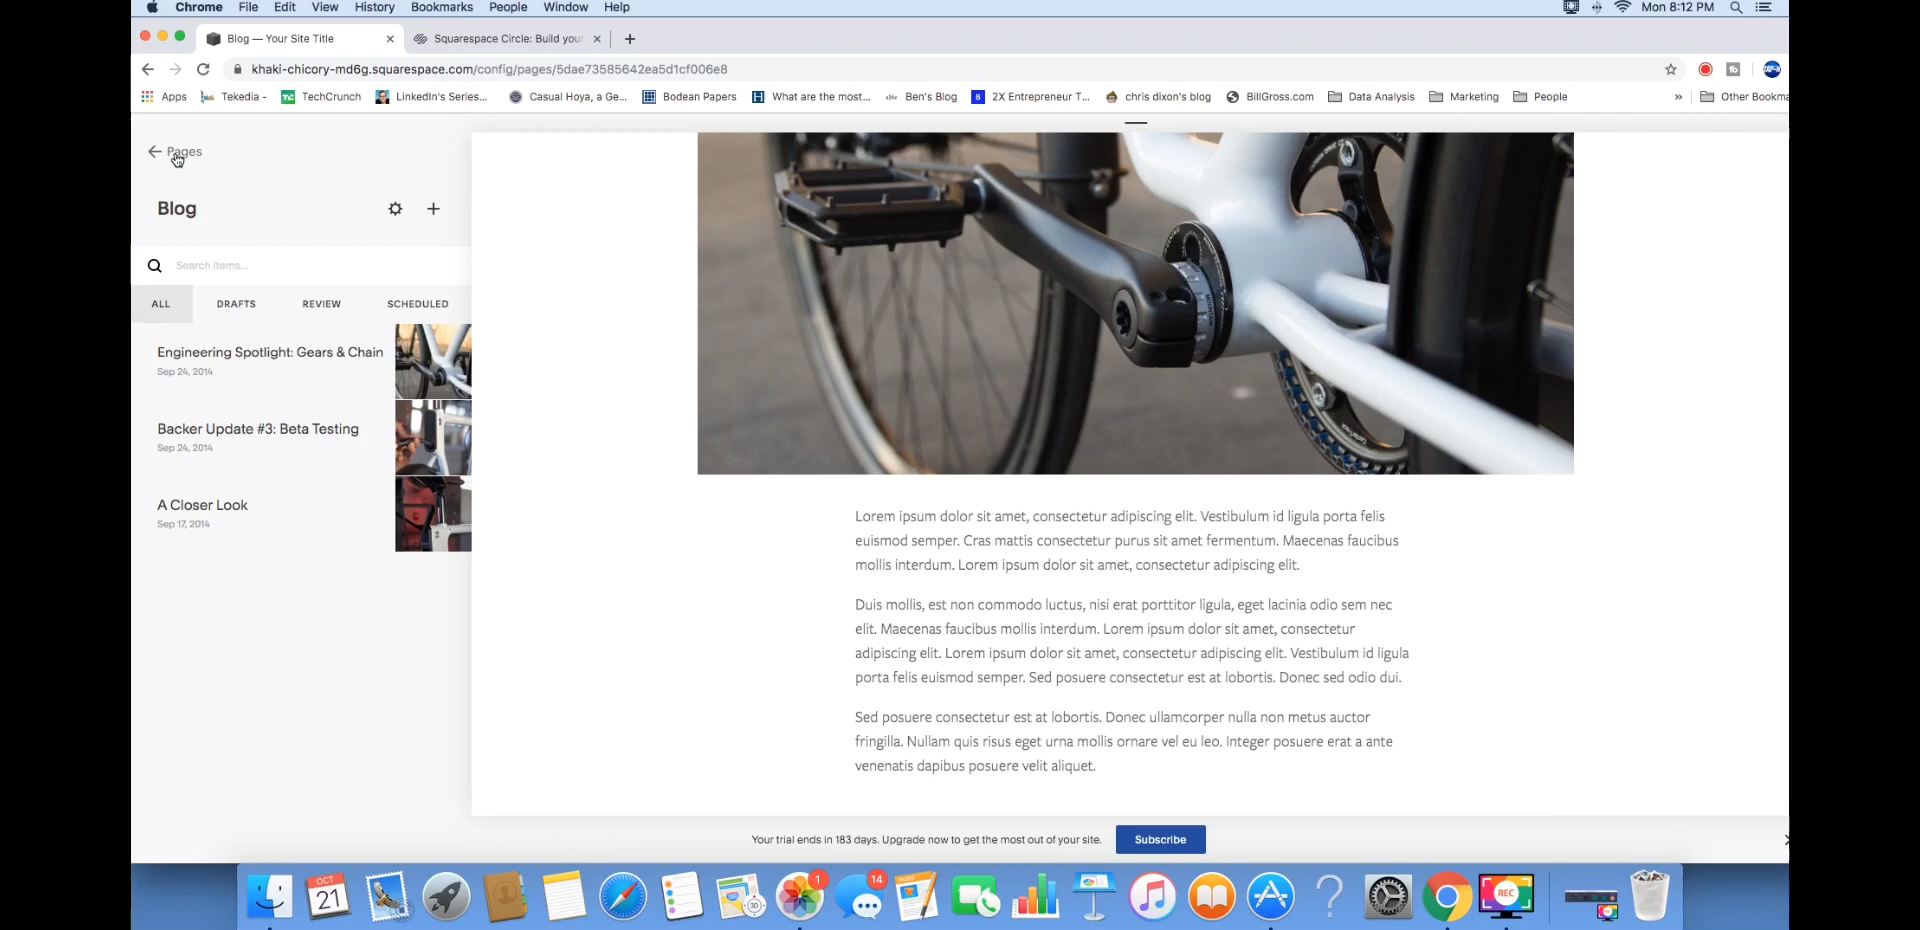 Chrome File Edit View History Bookmarks People Window Help Mon 8:12 PM
Blog — Your Site Title Squarespace Circle: Build your
khaki-chicory-md6g.squarespace.com/config/pages/5dae73585642ea5d1cf006e8
Apps Tekedia - TechCrunch LinkedIn's Series... Casual Hoya, a Ge... Bodean Papers What are the most... Ben's Blog 2X Entrepreneur T... chris dixon's blog BillGross.com Data Analysis Marketing People » Other Bookma
Pages
Blog
Search items...
ALL DRAFTS REVIEW SCHEDULED
Engineering Spotlight: Gears & Chain
Sep 24, 2014
Backer Update #3: Beta Testing
Sep 24, 2014
A Closer Look
Sep 17, 2014
Lorem ipsum dolor sit amet, consectetur adipiscing elit. Vestibulum id ligula porta felis
euismod semper. Cras mattis consectetur purus sit amet fermentum. Maecenas faucibus
mollis interdum. Lorem ipsum dolor sit amet, consectetur adipiscing elit.
Duis mollis, est non commodo luctus, nisi erat porttitor ligula, eget lacinia odio sem nec
elit. Maecenas faucibus mollis interdum. Lorem ipsum dolor sit amet, consectetur
adipiscing elit. Lorem ipsum dolor sit amet, consectetur adipiscing elit. Vestibulum id ligula
porta felis euismod semper. Sed posuere consectetur est at lobortis. Donec sed odio dui.
Sed posuere consectetur est at lobortis. Donec ullamcorper nulla non metus auctor
fringilla. Nullam quis risus eget urna mollis ornare vel eu leo. Integer posuere erat a ante
venenatis dapibus posuere velit aliquet.
Your trial ends in 183 days. Upgrade now to get the most out of your site. Subscribe
OCT 21 3D 1 14 PAGES REC